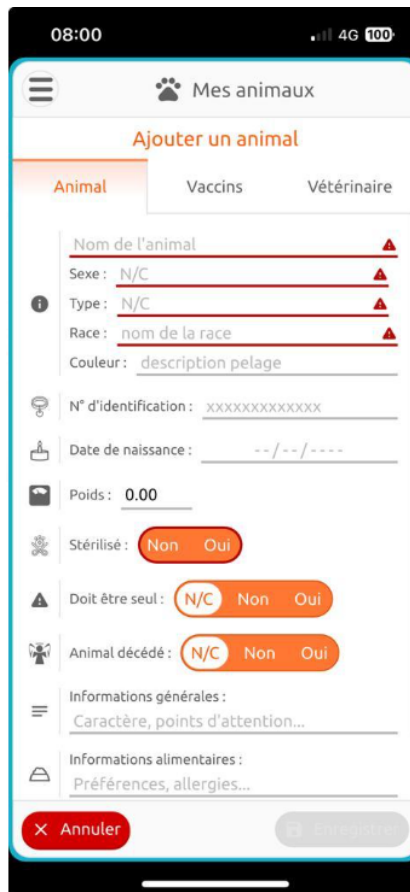 08:00 4G 100
Mes animaux
Ajouter un animal
Animal Vaccins Vétérinaire
Nom de l'animal
Sexe : N/C
Type : N/C
Race : nom de la race
Couleur : description pelage
N° d'identification : xxxxxxxxxxxxx
Date de naissance : --/--/----
Poids : 0.00
Stérilisé : Non Oui
Doit être seul : N/C Non Oui
Animal décédé : N/C Non Oui
Informations générales :
Caractère, points d'attention...
Informations alimentaires :
Préférences, allergies...
Annuler Enregistrer